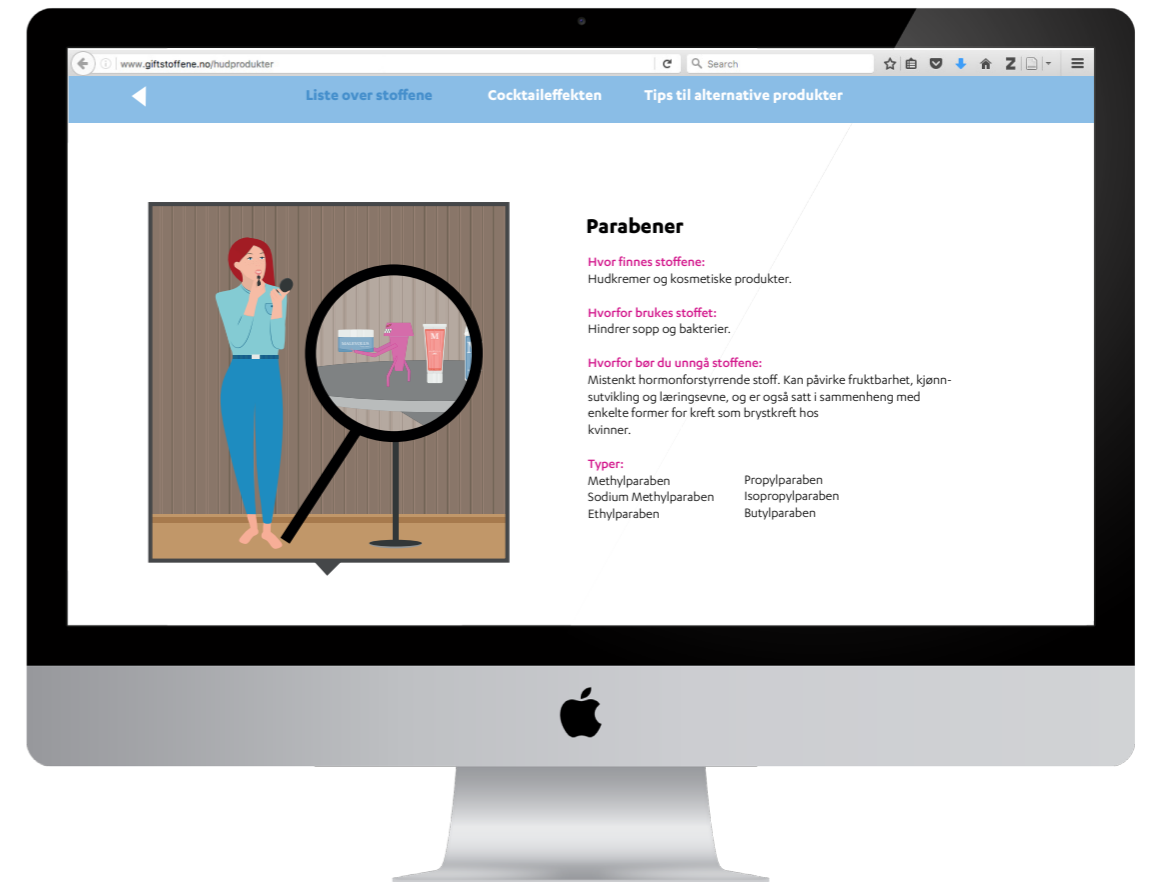 www.giftstoffene.no/hudprodukter
Search
Liste over stoffene
Cocktaileffekten
Tips til alternative produkter
M
Parabener
Hvor finnes stoffene:
Hudkremer og kosmetiske produkter.
Hvorfor brukes stoffet:
Hindrer sopp og bakterier.
Hvorfor bør du unngå stoffene:
Mistenkt hormonforstyrrende stoff. Kan påvirke fruktbarhet, kjønn-
sutvikling og læringsevne, og er også satt i sammenheng med
enkelte former for kreft som brystkreft hos
kvinner.
Typer:
Methylparaben
Sodium Methylparaben
Ethylparaben
Propylparaben
Isopropylparaben
Butylparaben